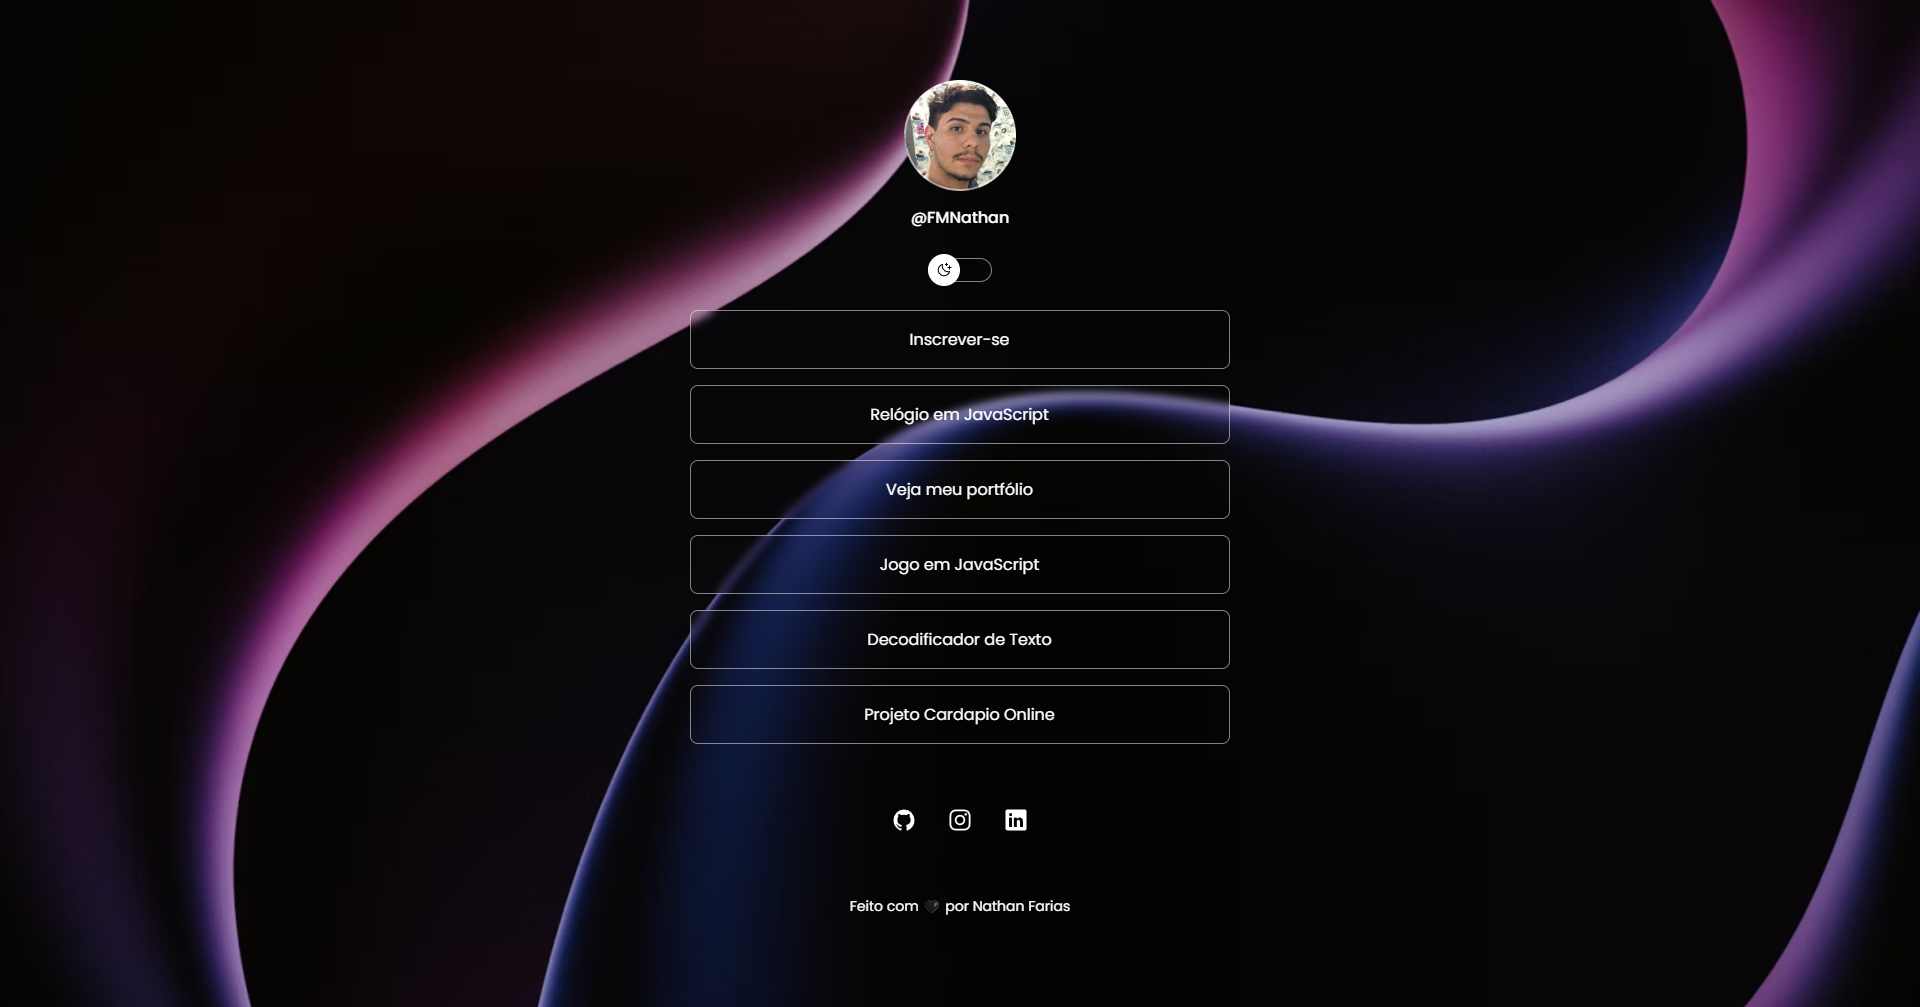 @FMNathan
Inscrever-se
Relógio em JavaScript
Veja meu portfólio
Jogo em JavaScript
Decodificador de Texto
Projeto Cardapio Online
Feito com 🖤 por Nathan Farias